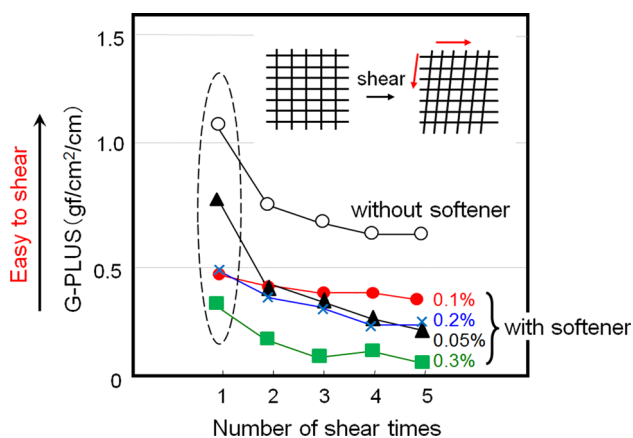 1.5
1.0
0.5
0
Easy to shear
G-PLUS(gf/cm2/cm)
shear
without softener
0.1%
0.2%
0.05%
0.3%
with softener
1 2 3 4 5
Number of shear times